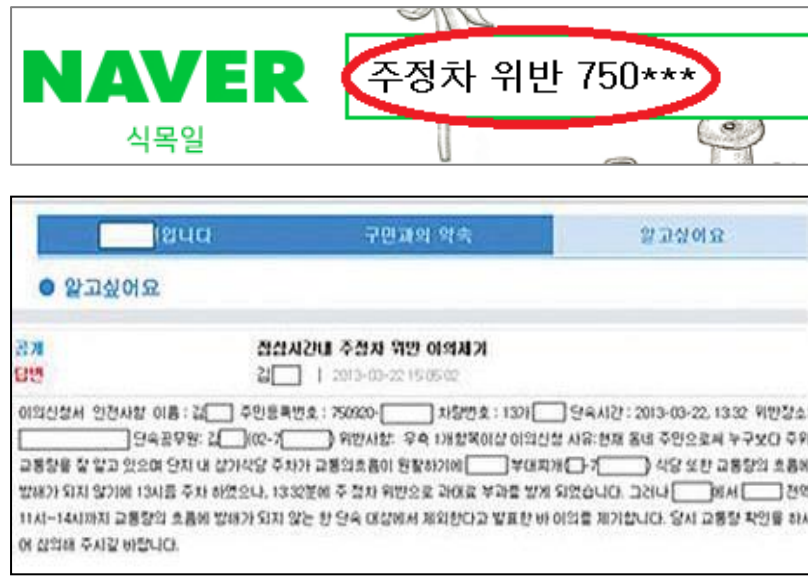 NAVER
식목일
주정차 위반 750***
입니다
구민과의 약속
알고싶어요
알고싶어요
공개
점심시간내 주정차 위반 이의제기
답변
김 | 2013-03-22 15:05:02
이의신청서 인전사항 이름 : 김 주민등록번호 : 750920- 차량번호 : 13가 단속시간 : 2013-03-22, 13:32 위반장소
단속공무원: 김 (02-7 ) 위반사항: 우측 1개항목이상 이의신청 사유:현재 동네 주민으로써 누구보다 주위
교통량을 잘 알고 있으며 단지 내 상가식당 주차가 교통의흐름이 원활하기에 부대찌개( -7 ) 식당 또한 교통량의 흐름에
방해가 되지 않기에 13시쯤 주차 하였으나, 13:32분에 주 정차 위반으로 과태료 부과를 받게 되었습니다. 그러나 에서
11시~14시까지 교통량의 흐름에 방해가 되지 않는 한 단속 대상에서 제외한다고 발표한 바 이의를 제기합니다. 당시 교통량 확인을 하시
어 심의해 주시길 바랍니다.